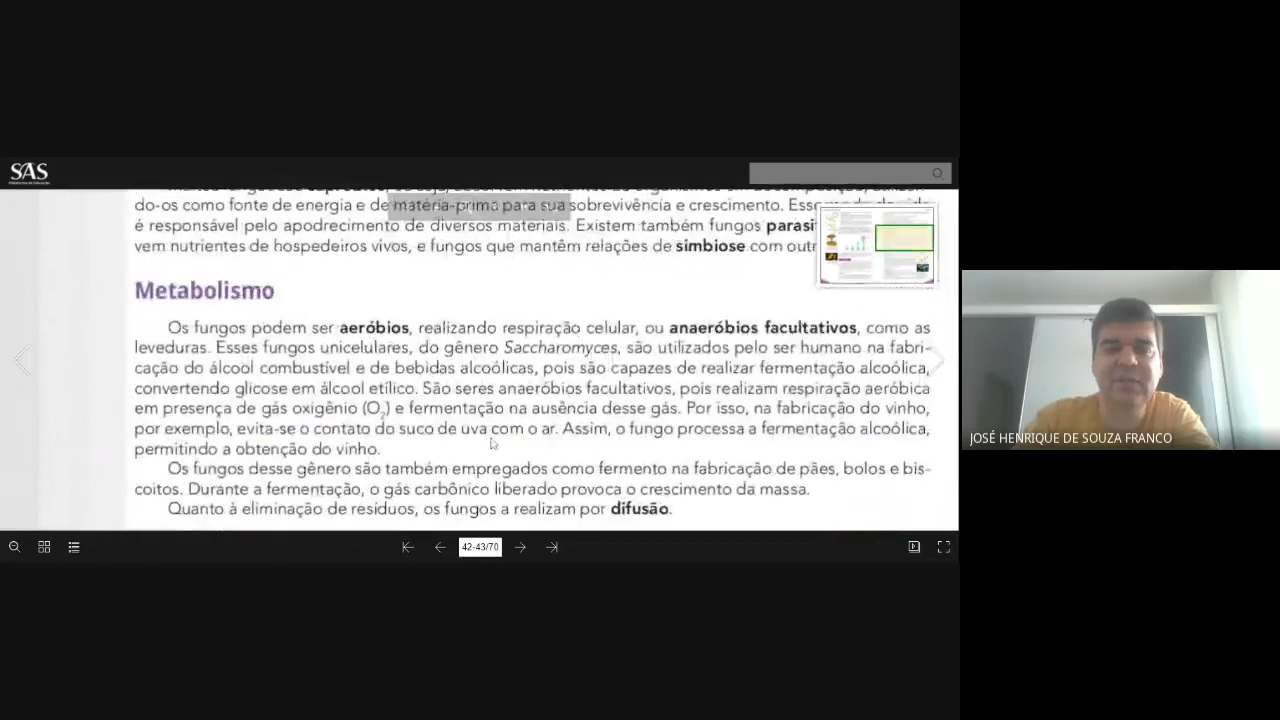 SAS
do-os como fonte de energia e de matéria-prima para sua sobrevivência e crescimento.
é responsável pelo apodrecimento de diversos materiais. Existem também fungos
vem nutrientes de hospedeiros vivos, e fungos que mantêm relações de simbiose com
Metabolismo
Os fungos podem ser aeróbios, realizando respiração celular, ou anaeróbios facultativos, como as
leveduras. Esses fungos unicelulares, do gênero Saccharomyces, são utilizados pelo ser humano na fabri-
cação do álcool combustível e de bebidas alcoólicas, pois são capazes de realizar fermentação alcoólica,
convertendo glicose em álcool etílico. São seres anaeróbios facultativos, pois realizam respiração aeróbica
em presença de gás oxigênio (O2) e fermentação na ausência desse gás. Por isso, na fabricação do vinho,
por exemplo, evita-se o contato do suco de uva com o ar. Assim, o fungo processa a fermentação alcoólica,
permitindo a obtenção do vinho.
Os fungos desse gênero são também empregados como fermento na fabricação de pães, bolos e bis-
coitos. Durante a fermentação, o gás carbônico liberado provoca o crescimento da massa.
Quanto à eliminação de resíduos, os fungos a realizam por difusão.
42-43/70
JOSÉ HENRIQUE DE SOUZA FRANCO